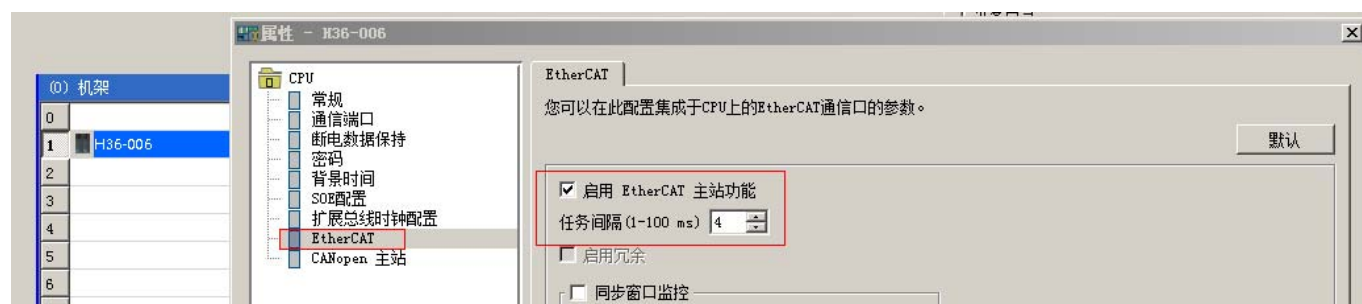 属性 - H36-006
(0) 机架
0
1 H36-006
2
3
4
5
6
CPU
常规
通信端口
断电数据保持
密码
背景时间
SOE配置
扩展总线时钟配置
EtherCAT
CANopen 主站
EtherCAT
您可以在此配置集成于CPU上的EtherCAT通信口的参数。
默认
启用 EtherCAT 主站功能
任务间隔(1-100 ms) 4
启用冗余
同步窗口监控